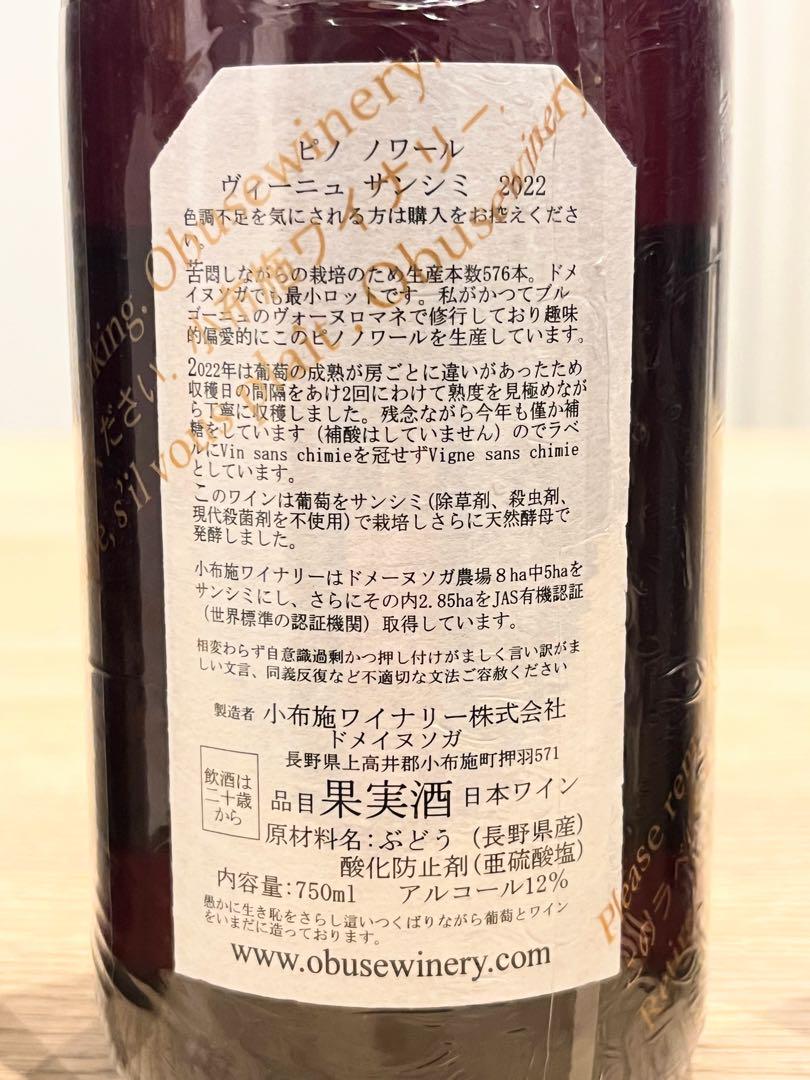 ピノ ノワール
ヴィーニュ サンシミ 2022
色調不足を気にされる方は購入をお控えくださ
い。
苦悶しながらの栽培のため生産本数576本。ドメ
イヌソガでも最小ロットです。私がかつてブル
ゴーニュのヴォーヌロマネで修行しており趣味
的偏愛的にこのピノノワールを生産しています。
2022年は葡萄の成熟が房ごとに違いがあったため
収穫日の間隔をあけ2回にわけて熟度を見極めなが
ら丁寧に収穫しました。残念ながら今年も僅か補
糖をしています（補酸はしていません）のでラベ
ルにVin sans chimieを冠せずVigne sans chimie
としています。
このワインは葡萄をサンシミ(除草剤、殺虫剤、
現代殺菌剤を不使用)で栽培しさらに天然酵母で
発酵しました。
小布施ワイナリーはドメーヌソガ農場８ha中5haを
サンシミにし、さらにその内2.85haをJAS有機認証
（世界標準の認証機関）取得しています。
相変わらず自意識過剰かつ押し付けがましく言い訳がま
しい文言、同義反復など不適切な文法ご容赦ください
製造者 小布施ワイナリー株式会社
ドメイヌソガ
長野県上高井郡小布施町押羽571
飲酒は
二十歳
から
品目果実酒 日本ワイン
原材料名：ぶどう（長野県産）
酸化防止剤(亜硫酸塩)
内容量:750ml アルコール12%
愚かに生き恥をさらし這いつくばりながら葡萄とワイン
をいまだに造っております。
www.obusewinery.com
king. Obusewinery.
ください. 小布施ワイナリー.
s'il vous plaît. Obusewinery
Please